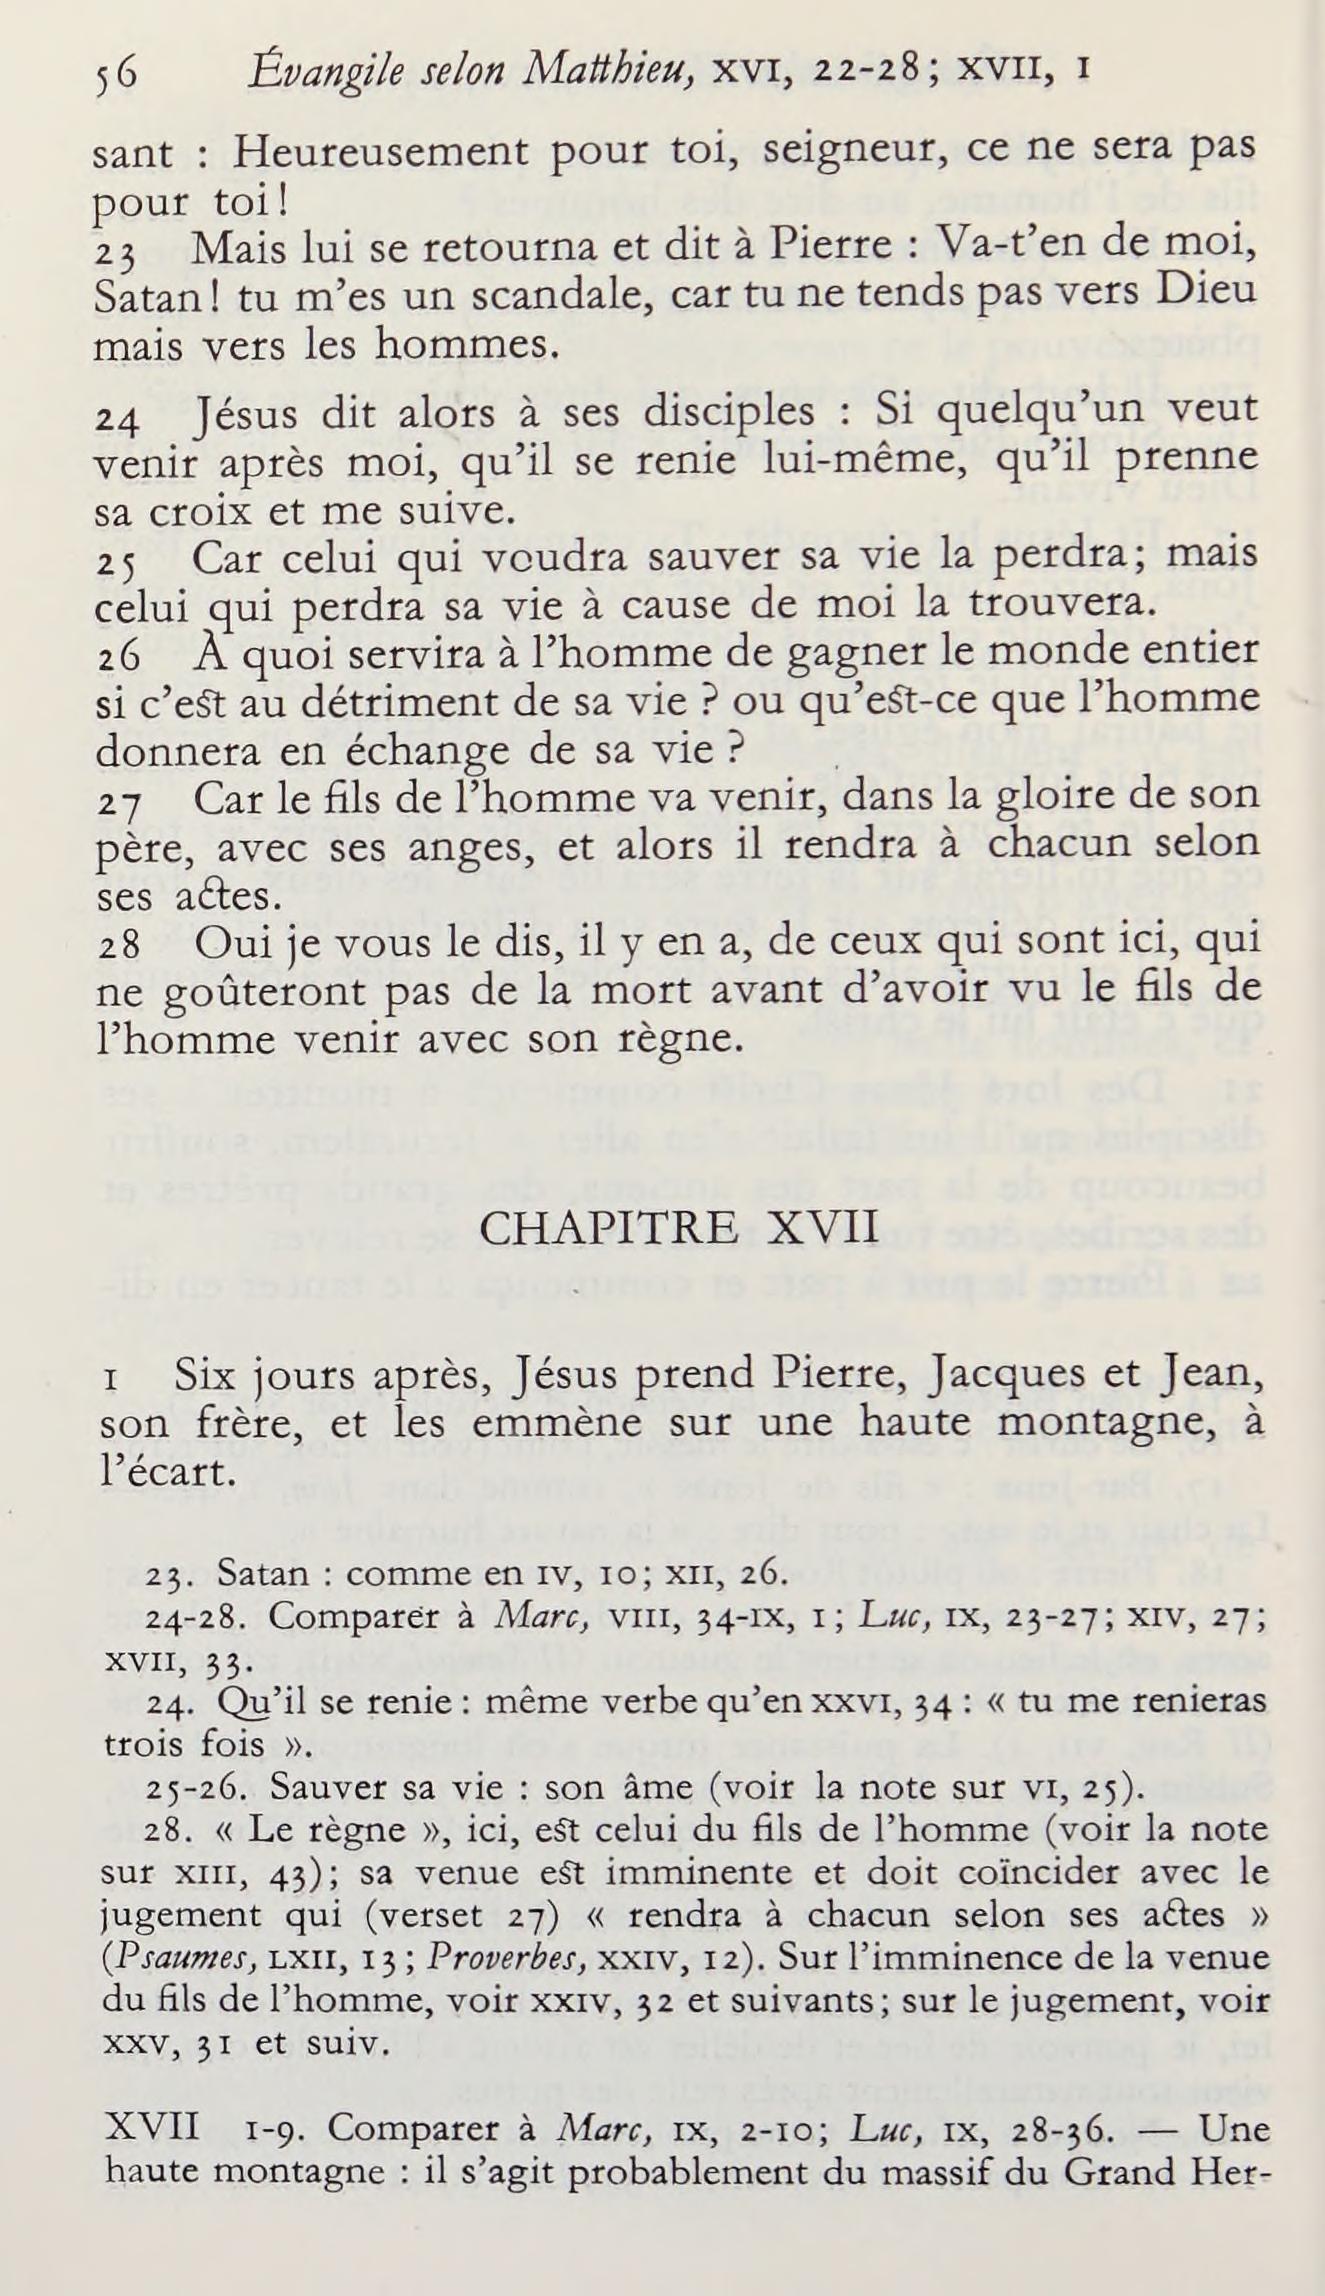 56 Évangile selon Matthieu, XVI, 22-28; XVII, 1
sant : Heureusement pour toi, seigneur, ce ne sera pas
pour toi!
23 Mais lui se retourna et dit à Pierre : Va-t'en de moi,
Satan! tu m'es un scandale, car tu ne tends pas vers Dieu
mais vers les hommes.
24 Jésus dit alors à ses disciples : Si quelqu'un veut
venir après moi, qu'il se renie lui-même, qu'il prenne
sa croix et me suive.
25 Car celui qui voudra sauver sa vie la perdra; mais
celui qui perdra sa vie à cause de moi la trouvera.
26 À quoi servira à l'homme de gagner le monde entier
si c'est au détriment de sa vie ? ou qu'est-ce que l'homme
donnera en échange de sa vie ?
27 Car le fils de l'homme va venir, dans la gloire de son
père, avec ses anges, et alors il rendra à chacun selon
ses actes.
28 Oui je vous le dis, il y en a, de ceux qui sont ici, qui
ne goûteront pas de la mort avant d'avoir vu le fils de
l'homme venir avec son règne.
CHAPITRE XVII
1 Six jours après, Jésus prend Pierre, Jacques et Jean,
son frère, et les emmène sur une haute montagne, à
l'écart.
23. Satan : comme en IV, 10; XII, 26.
24-28. Comparer à Marc, VIII, 34-IX, 1; Luc, IX, 23-27; XIV, 27;
XVII, 33.
24. Qu'il se renie : même verbe qu'en XXVI, 34 : « tu me renieras
trois fois ».
25-26. Sauver sa vie : son âme (voir la note sur VI, 25).
28. « Le règne », ici, est celui du fils de l'homme (voir la note
sur XIII, 43); sa venue est imminente et doit coïncider avec le
jugement qui (verset 27) « rendra à chacun selon ses actes »
(Psaumes, LXII, 13; Proverbes, XXIV, 12). Sur l'imminence de la venue
du fils de l'homme, voir XXIV, 32 et suivants; sur le jugement, voir
XXV, 31 et suiv.
XVII 1-9. Comparer à Marc, IX, 2-10; Luc, IX, 28-36. — Une
haute montagne : il s'agit probablement du massif du Grand Her-